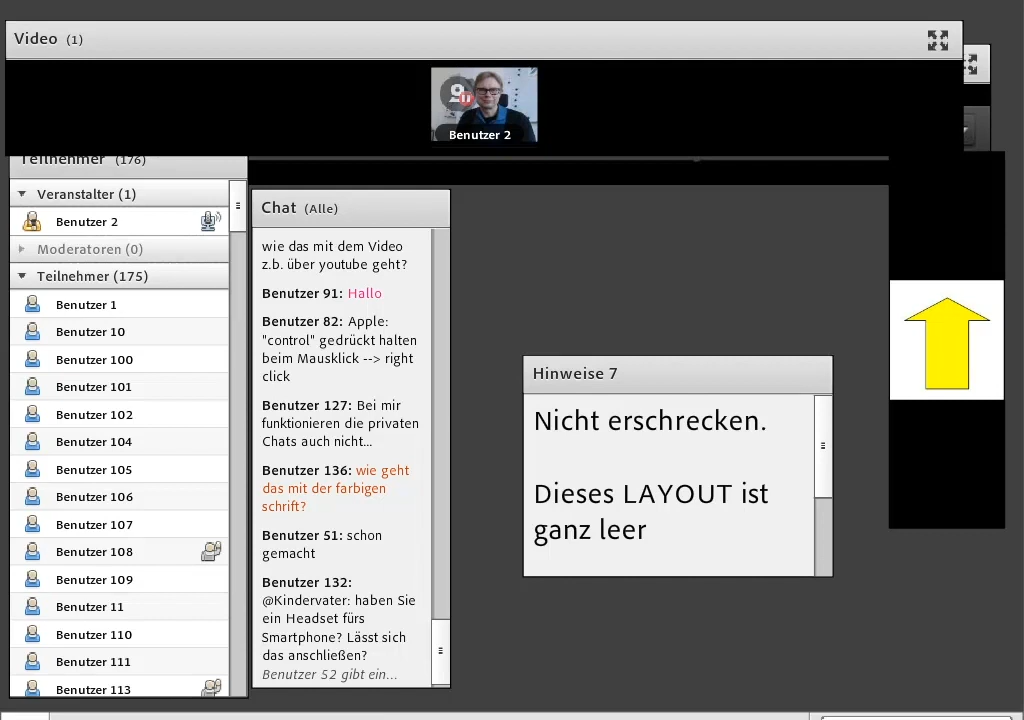 Video (1)
Benutzer 2
Teilnehmer (176)
Veranstalter (1)
Benutzer 2
Moderatoren (0)
Teilnehmer (175)
Benutzer 1
Benutzer 10
Benutzer 100
Benutzer 101
Benutzer 102
Benutzer 104
Benutzer 105
Benutzer 106
Benutzer 107
Benutzer 108
Benutzer 109
Benutzer 11
Benutzer 110
Benutzer 111
Benutzer 113
Chat (Alle)
wie das mit dem Video
z.b. über youtube geht?
Benutzer 91: Hallo
Benutzer 82: Apple:
"control" gedrückt halten
beim Mausklick --> right
click
Benutzer 127: Bei mir
funktionieren die privaten
Chats auch nicht...
Benutzer 136: wie geht
das mit der farbigen
schrift?
Benutzer 51: schon
gemacht
Benutzer 132:
@Kindervater: haben Sie
ein Headset fürs
Smartphone? Lässt sich
das anschließen?
Benutzer 52 gibt ein...
Hinweise 7
Nicht erschrecken.
Dieses LAYOUT ist
ganz leer